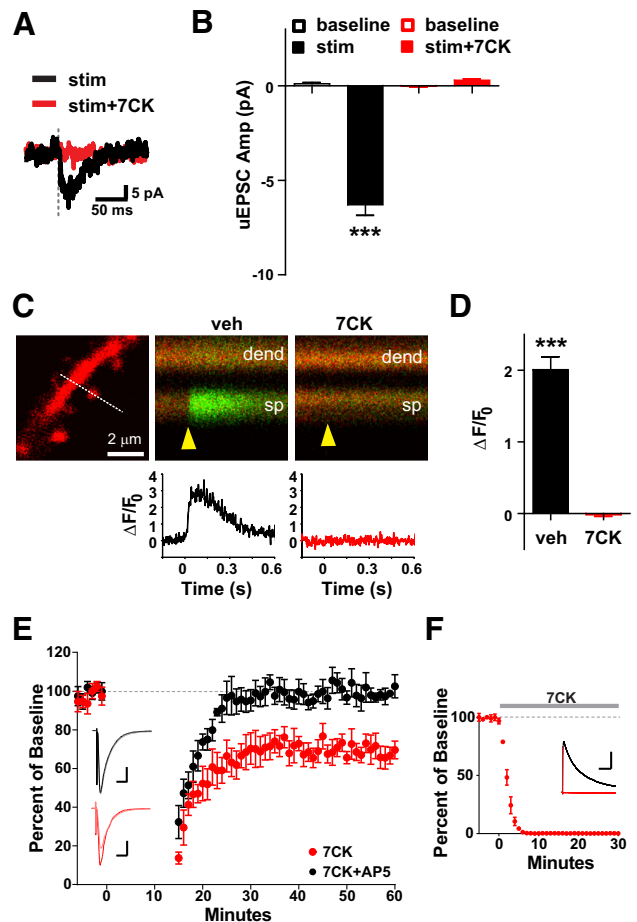 A
stim
stim+7CK
5 pA
50 ms
B
baseline
baseline
stim
stim+7CK
uEPSC Amp (pA)
0
-5
-10
***
C
veh
7CK
dend
dend
sp
sp
2 μm
ΔF/F0
4
3
2
1
0
4
3
2
1
0
0 0.3 0.6
0 0.3 0.6
Time (s)
Time (s)
D
***
ΔF/F0
2
1
0
veh 7CK
E
Percent of Baseline
120
100
80
60
40
20
0
0 10 20 30 40 50 60
Minutes
7CK
7CK+AP5
F
7CK
Percent of Baseline
100
50
0
0 10 20 30
Minutes